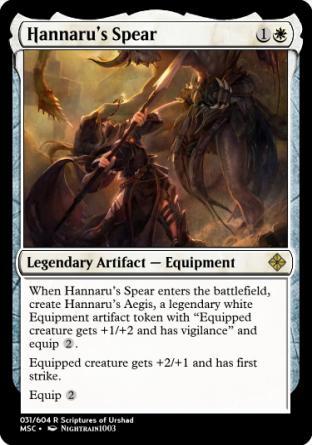 Hannaru's Spear 1
Legendary Artifact — Equipment
When Hannaru's Spear enters the battlefield,
create Hannaru's Aegis, a legendary white
Equipment artifact token with “Equipped
creature gets +1/+2 and has vigilance” and
equip 2.
Equipped creature gets +2/+1 and has first
strike.
Equip 2
031/604 R Scriptures of Urshad
MSC • Nightrain1003